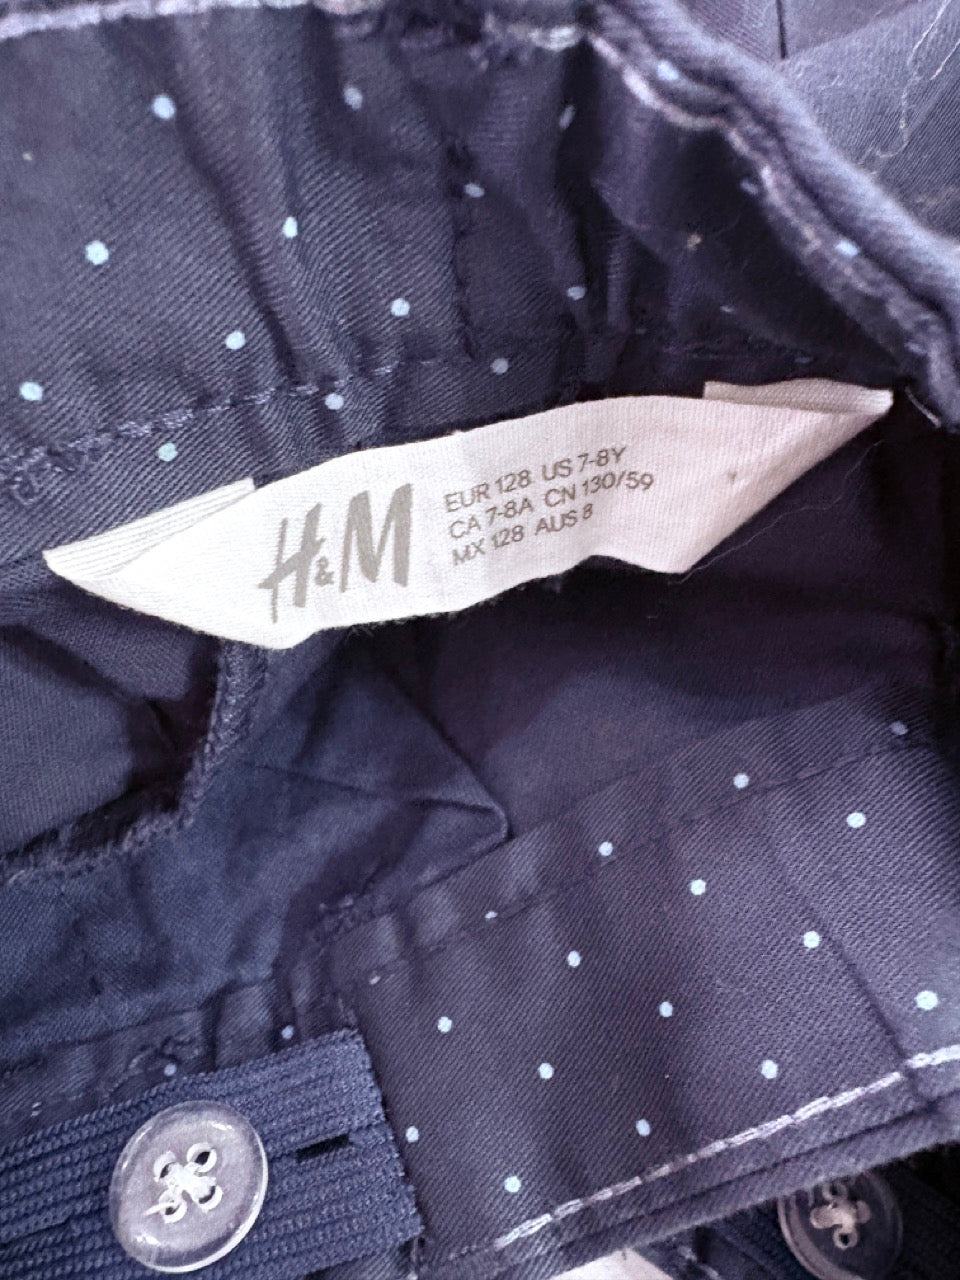 H&M
EUR 128 US 7-8Y
CA 7-8A CN 130/59
MX 128 AUS 8